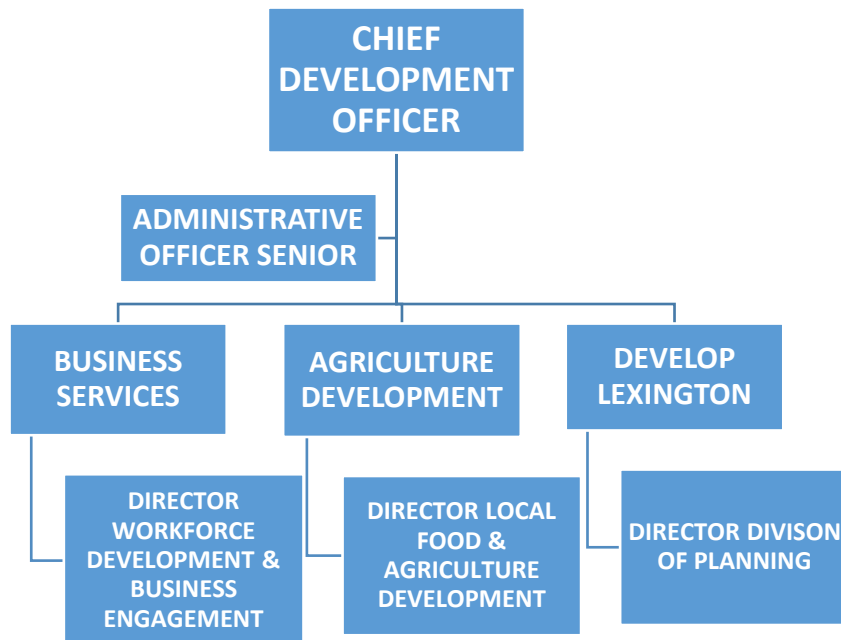 CHIEF
DEVELOPMENT
OFFICER
ADMINISTRATIVE
OFFICER SENIOR
BUSINESS
SERVICES
AGRICULTURE
DEVELOPMENT
DEVELOP
LEXINGTON
DIRECTOR
WORKFORCE
DEVELOPMENT &
BUSINESS
ENGAGEMENT
DIRECTOR LOCAL
FOOD &
AGRICULTURE
DEVELOPMENT
DIRECTOR DIVISON
OF PLANNING